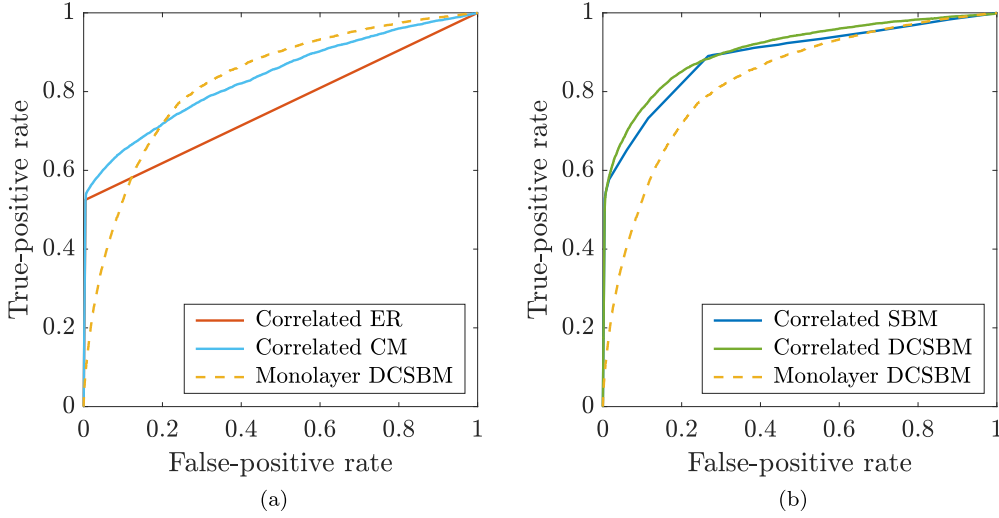 1
0.8
0.6
0.4
0.2
0
True-positive rate
Correlated ER
Correlated CM
Monolayer DCSBM
0 0.2 0.4 0.6 0.8 1
False-positive rate
(a)
1
0.8
0.6
0.4
0.2
0
True-positive rate
Correlated SBM
Correlated DCSBM
Monolayer DCSBM
0 0.2 0.4 0.6 0.8 1
False-positive rate
(b)